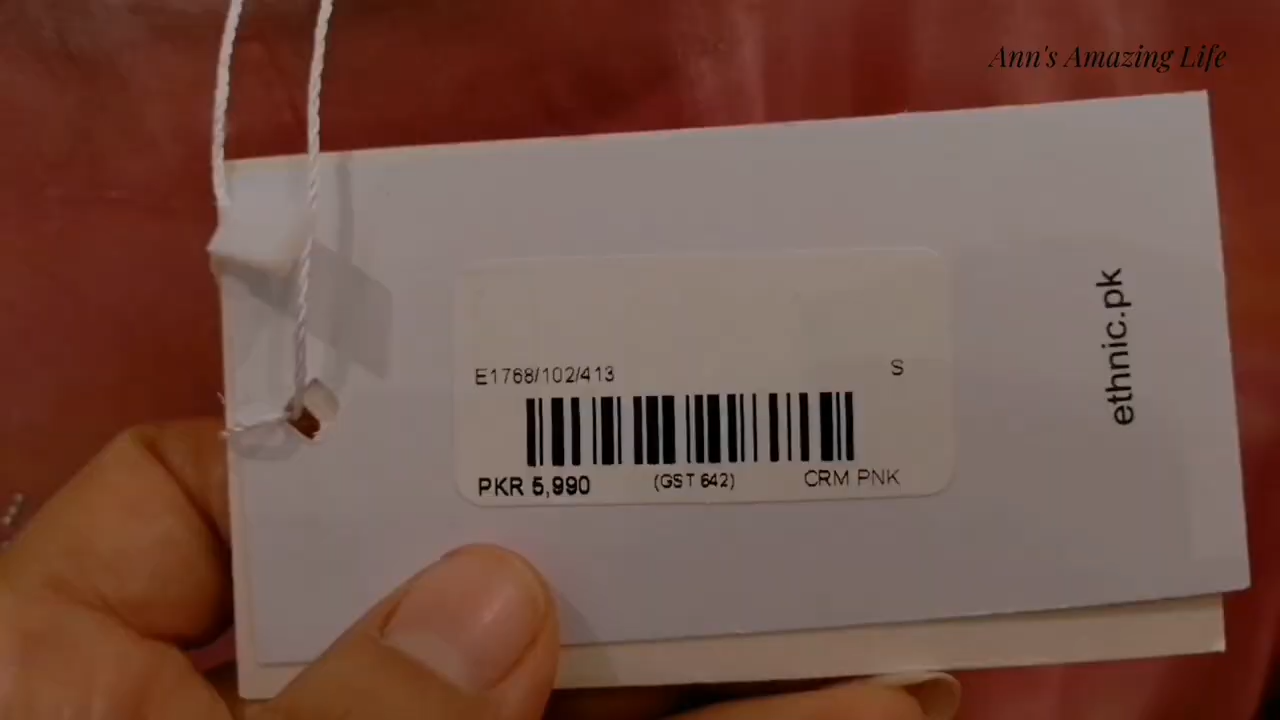 Ann's Amazing Life
E1768/102/413 S
PKR 5,990 (GST 642) CRM PNK
ethnic.pk